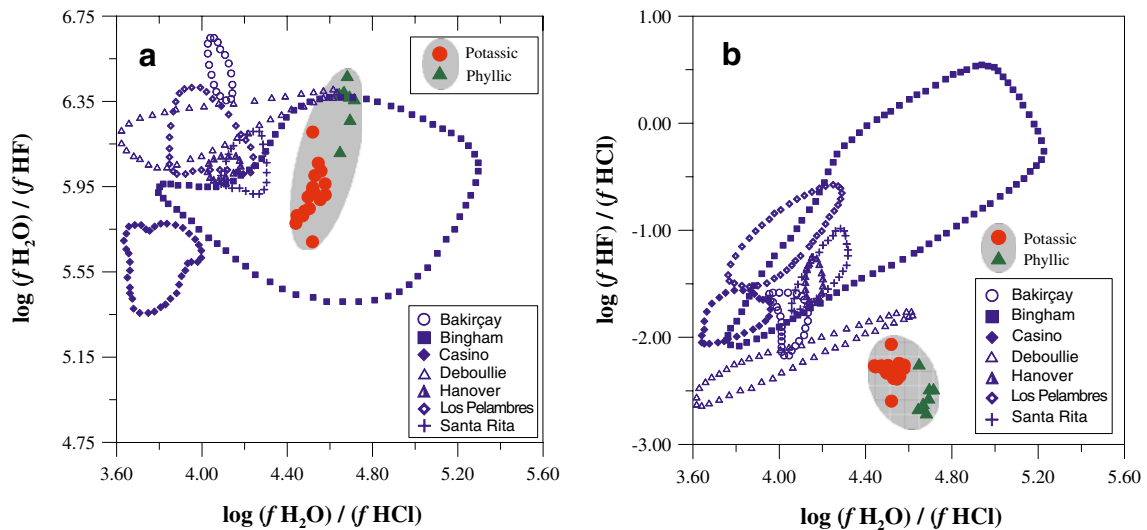 a
Potassic
Phyllic
6.75
6.35
5.95
5.55
5.15
4.75
log (f H₂O) / (f HF)
Bakirçay
Bingham
Casino
Deboullie
Hanover
Los Pelambres
Santa Rita
3.60 4.00 4.40 4.80 5.20 5.60
log (f H₂O) / (f HCl)
b
1.00
0.00
-1.00
-2.00
-3.00
log (f HF) / (f HCl)
Potassic
Phyllic
Bakirçay
Bingham
Casino
Deboullie
Hanover
Los Pelambres
Santa Rita
3.60 4.00 4.40 4.80 5.20 5.60
log (f H₂O) / (f HCl)